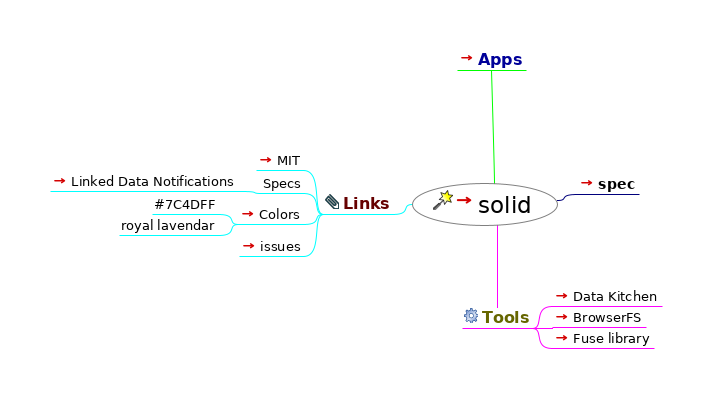 Apps
MIT
Linked Data Notifications
Specs
spec
Links
solid
#7C4DFF
Colors
royal lavendar
issues
Data Kitchen
Tools
BrowserFS
Fuse library